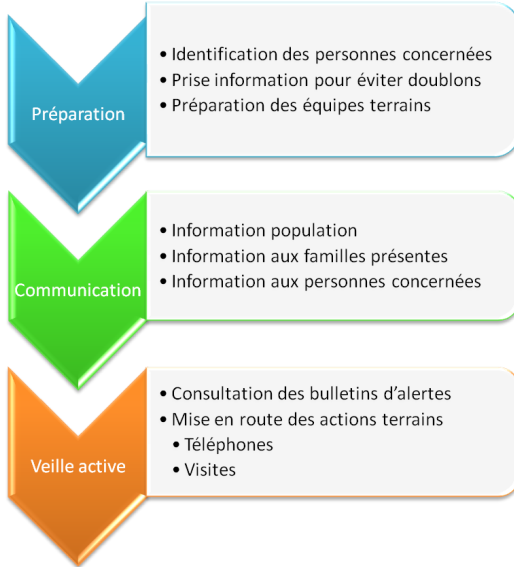 Préparation
• Identification des personnes concernées
• Prise information pour éviter doublons
• Préparation des équipes terrains
Communication
• Information population
• Information aux familles présentes
• Information aux personnes concernées
Veille active
• Consultation des bulletins d'alertes
• Mise en route des actions terrains
• Téléphones
• Visites